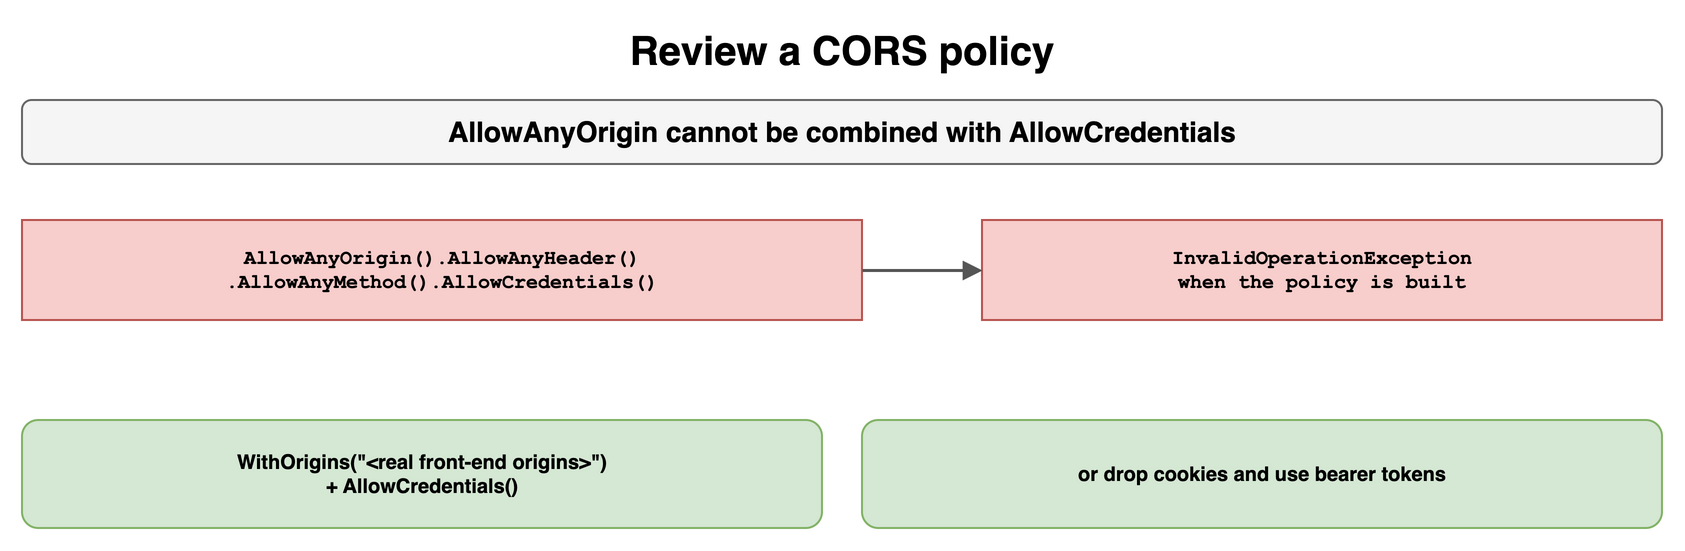 Review a CORS policy
AllowAnyOrigin cannot be combined with AllowCredentials
AllowAnyOrigin().AllowAnyHeader()
.AllowAnyMethod().AllowCredentials()
InvalidOperationException
when the policy is built
WithOrigins("<real front-end origins>")
+ AllowCredentials()
or drop cookies and use bearer tokens